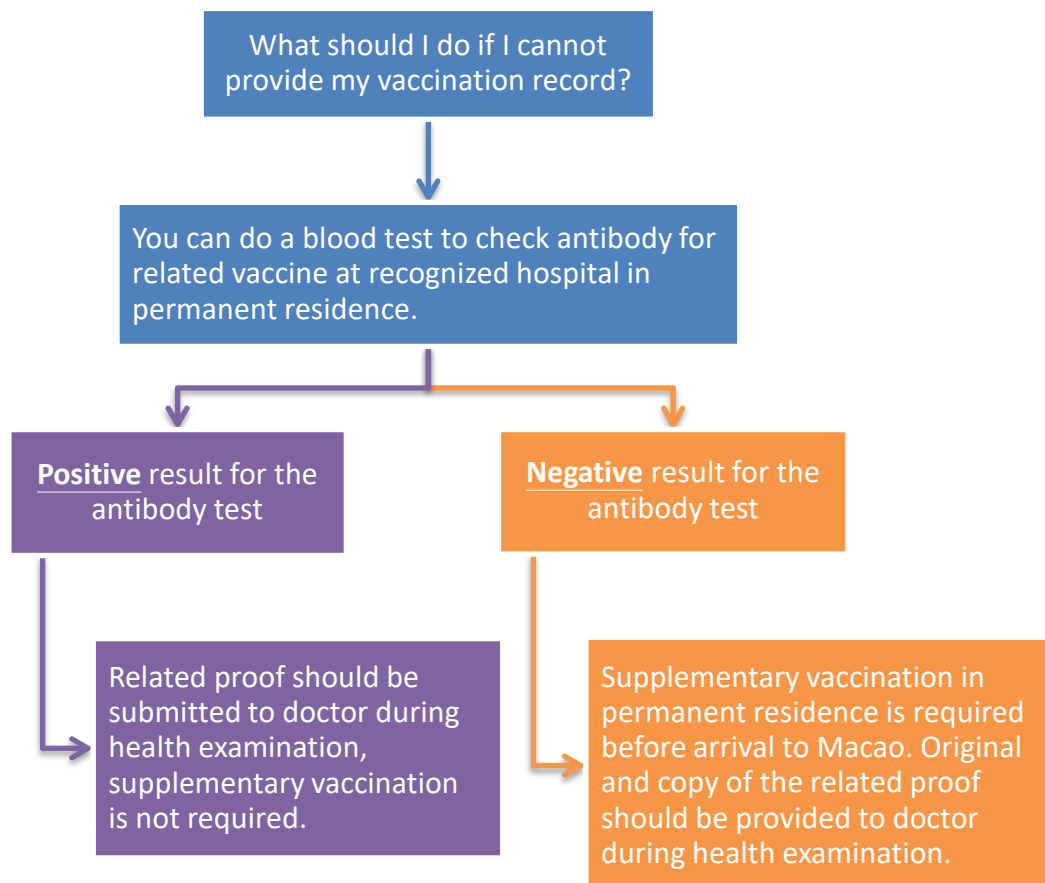 What should I do if I cannot
provide my vaccination record?
You can do a blood test to check antibody for
related vaccine at recognized hospital in
permanent residence.
Positive result for the
antibody test
Negative result for the
antibody test
Related proof should be
submitted to doctor during
health examination,
supplementary vaccination
is not required.
Supplementary vaccination in
permanent residence is required
before arrival to Macao. Original
and copy of the related proof
should be provided to doctor
during health examination.